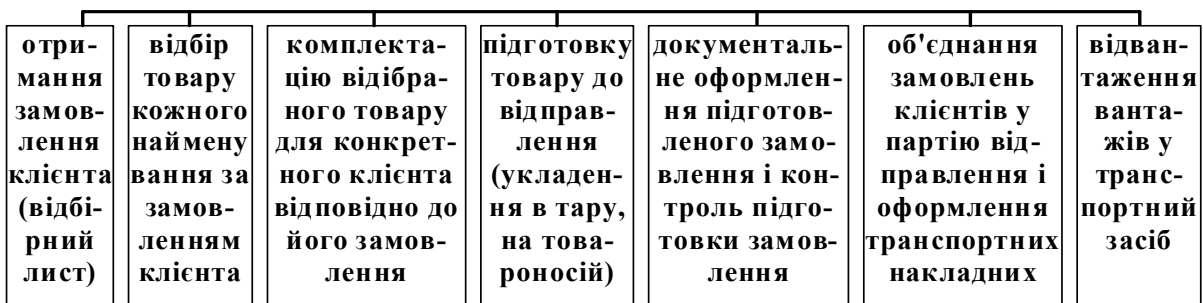 отри-
мання
замов-
лення
клієнта
(відбі-
рний
лист)
відбір
товару
кожного
наймену
вання за
замов-
ленням
клієнта
комплекта-
цію відібра-
ного товару
для конкрет-
ного клієнта
відповідно до
його замов-
лення
підготовку
товару до
відправ-
лення
(укладен-
ня в тару,
на това-
роносій)
документаль-
не оформлен-
ня підготов-
леного замо-
влення і кон-
троль підго-
товки замов-
лення
об'єднання
замовлень
клієнтів у
партію від-
правлення і
оформлення
транспортних
накладних
відван-
таження
ванта-
жів у
транс-
портний
засіб